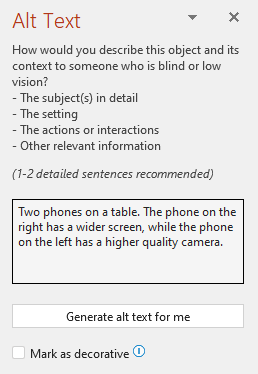 Alt Text
How would you describe this object and its
context to someone who is blind or low
vision?
- The subject(s) in detail
- The setting
- The actions or interactions
- Other relevant information
(1-2 detailed sentences recommended)
Two phones on a table. The phone on the
right has a wider screen, while the phone
on the left has a higher quality camera.
Generate alt text for me
Mark as decorative